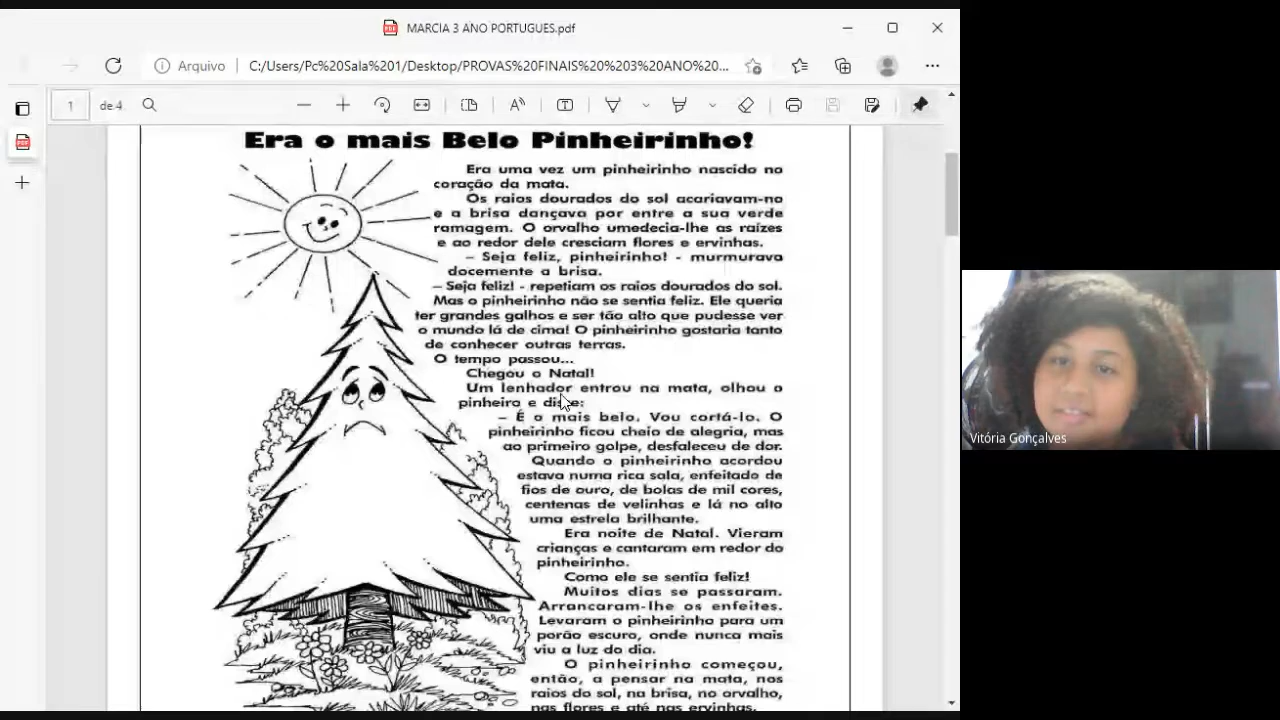 MARCIA 3 ANO PORTUGUES.pdf
Arquivo
C:/Users/Pc%20Sala%201/Desktop/PROVAS%20FINAIS%20%203%20ANO%20...
1 de 4
Era o mais Belo Pinheirinho!
Era uma vez um pinheirinho nascido no
coração da mata.
Os raios dourados do sol acariavam-no
e a brisa dançava por entre a sua verde
ramagem. O orvalho umedecia-lhe as raízes
e ao redor dele cresciam flores e ervinhas.
– Seja feliz, pinheirinho! - murmurava
docemente a brisa.
– Seja feliz! - repetiam os raios dourados do sol.
Mas o pinheirinho não se sentia feliz. Ele queria
ter grandes galhos e ser tão alto que pudesse ver
o mundo lá de cima! O pinheirinho gostaria tanto
de conhecer outras terras.
O tempo passou...
Chegou o Natal!
Um lenhador entrou na mata, olhou o
pinheiro e disse:
– É o mais belo. Vou cortá-lo. O
pinheirinho ficou cheio de alegria, mas
ao primeiro golpe, desfaleceu de dor.
Quando o pinheirinho acordou
estava numa rica sala, enfeitado de
fios de ouro, de bolas de mil cores,
centenas de velinhas e lá no alto
uma estrela brilhante.
Era noite de Natal. Vieram
crianças e cantaram em redor do
pinheirinho.
Como ele se sentia feliz!
Muitos dias se passaram.
Arrancaram-lhe os enfeites.
Levaram o pinheirinho para um
porão escuro, onde nunca mais
viu a luz do dia.
O pinheirinho começou,
então, a pensar na mata, nos
raios do sol, na brisa, no orvalho,
nas flores e até nas ervinhas.
Vitória Gonçalves